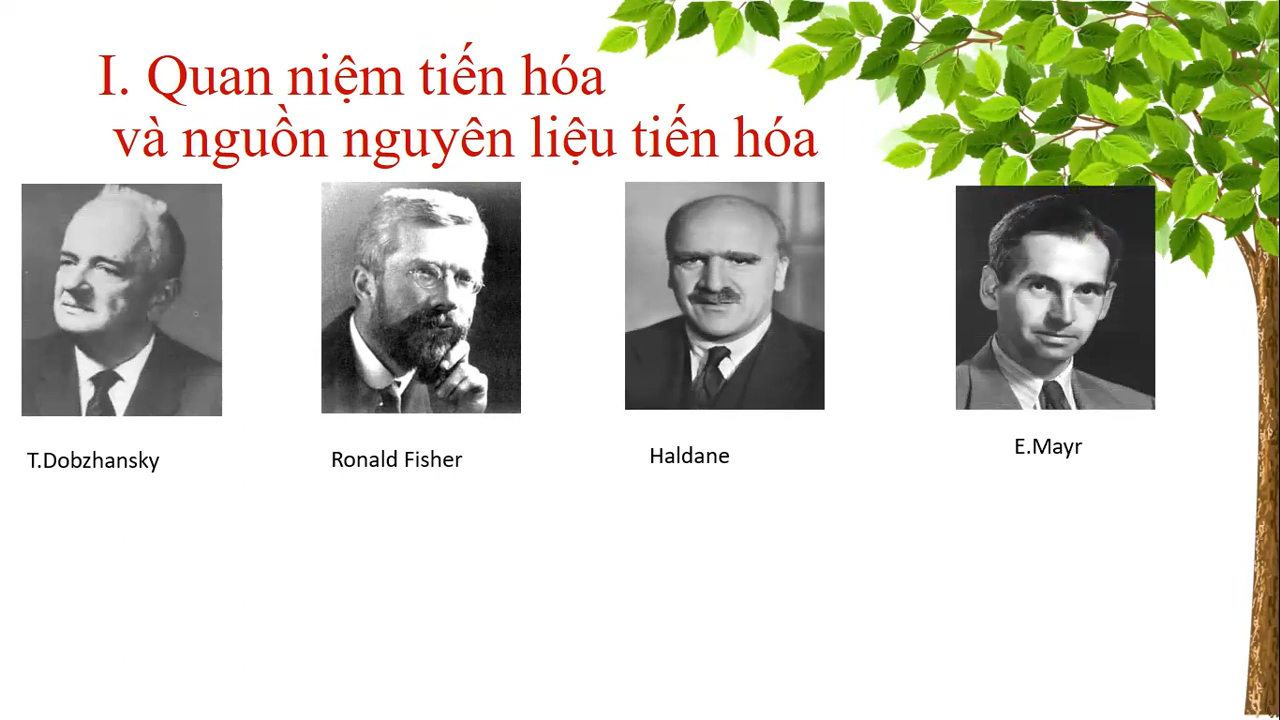 I. Quan niệm tiến hóa
và nguồn nguyên liệu tiến hóa
T.Dobzhansky
Ronald Fisher
Haldane
E.Mayr